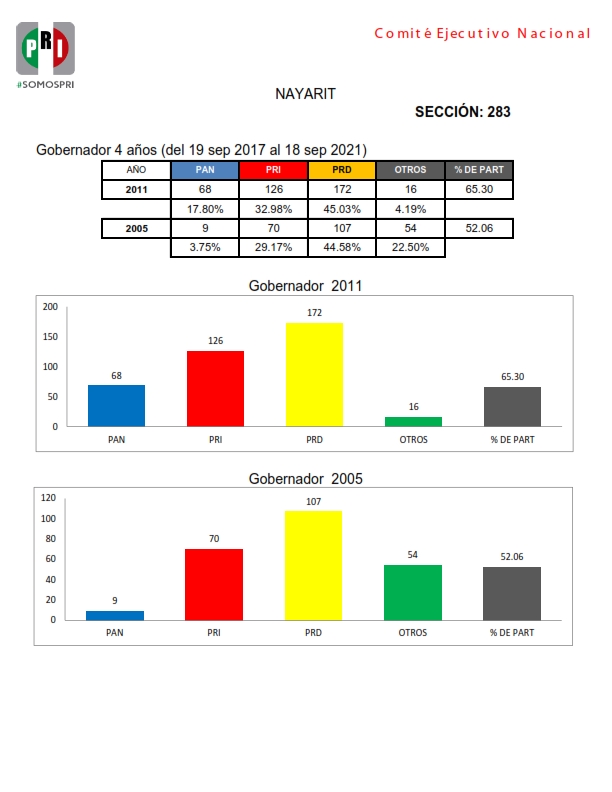 Comité Ejecutivo Nacional
PRI
#SOMOSPRI
NAYARIT
SECCIÓN: 283
Gobernador 4 años (del 19 sep 2017 al 18 sep 2021)
AÑO PAN PRI PRD OTROS % DE PART
2011 68 126 172 16 65.30
17.80% 32.98% 45.03% 4.19%
2005 9 70 107 54 52.06
3.75% 29.17% 44.58% 22.50%
Gobernador 2011
200
150
100
50
0
68
126
172
16
65.30
PAN PRI PRD OTROS % DE PART
Gobernador 2005
120
100
80
60
40
20
0
9
70
107
54
52.06
PAN PRI PRD OTROS % DE PART